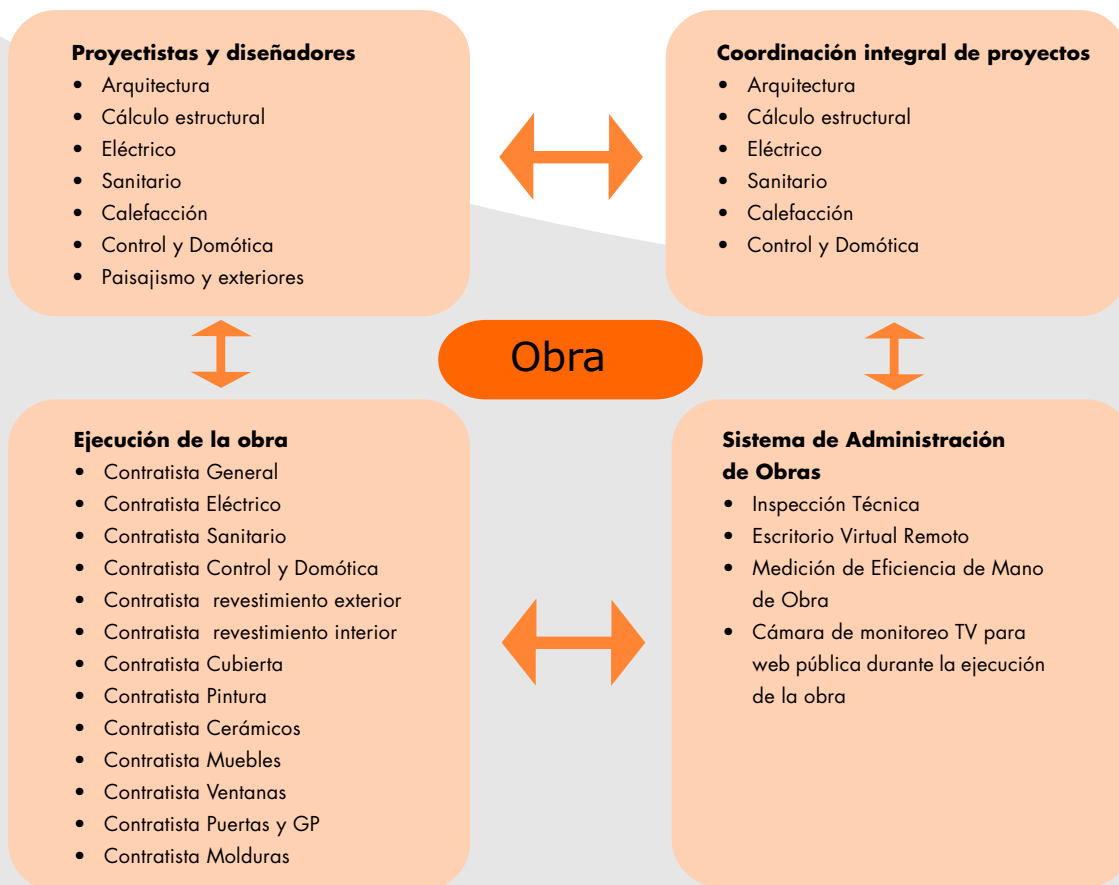 Proyectistas y diseñadores
• Arquitectura
• Cálculo estructural
• Eléctrico
• Sanitario
• Calefacción
• Control y Domótica
• Paisajismo y exteriores
Coordinación integral de proyectos
• Arquitectura
• Cálculo estructural
• Eléctrico
• Sanitario
• Calefacción
• Control y Domótica
Obra
Ejecución de la obra
• Contratista General
• Contratista Eléctrico
• Contratista Sanitario
• Contratista Control y Domótica
• Contratista  revestimiento exterior
• Contratista  revestimiento interior
• Contratista Cubierta
• Contratista Pintura
• Contratista Cerámicos
• Contratista Muebles
• Contratista Ventanas
• Contratista Puertas y GP
• Contratista Molduras
Sistema de Administración
de Obras
• Inspección Técnica
• Escritorio Virtual Remoto
• Medición de Eficiencia de Mano
de Obra
• Cámara de monitoreo TV para
web pública durante la ejecución
de la obra